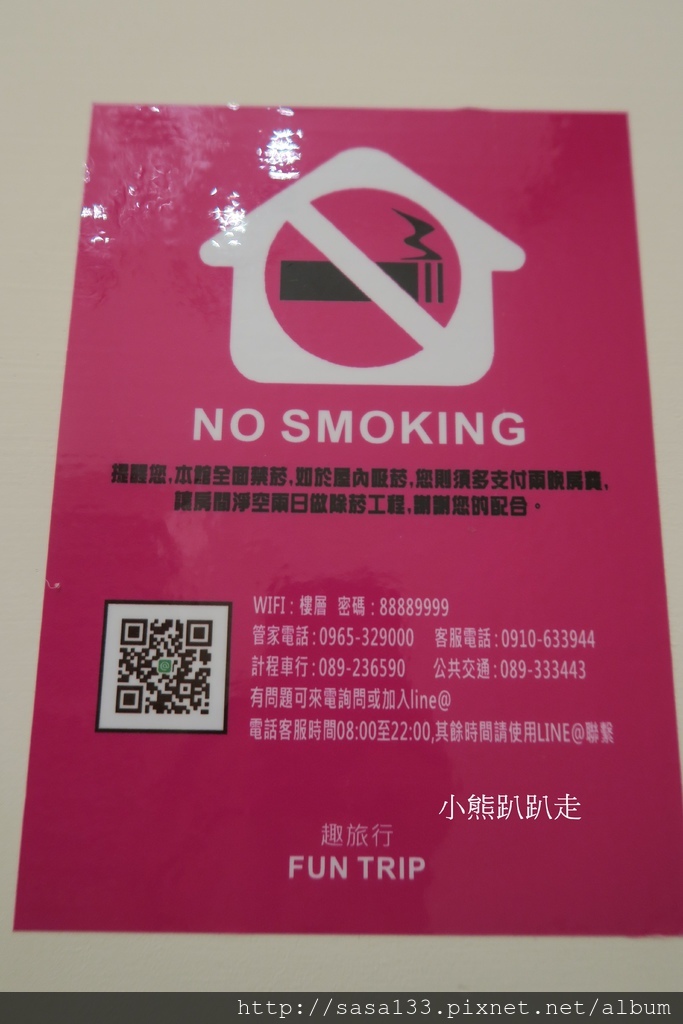 NO SMOKING
提醒您,本館全面禁菸,如於屋內吸菸,您則須多支付兩晚房費,
讓房間淨空兩日做除菸工程,謝謝您的配合。
WIFI : 樓層 密碼 : 88889999
管家電話 : 0965-329000 客服電話 : 0910-633944
計程車行 : 089-236590 公共交通 : 089-333443
有問題可來電詢問或加入line@
電話客服時間08:00至22:00,其餘時間請使用LINE@聯繫
小熊趴趴走
趣旅行
FUN TRIP
http://sasa133.pixnet.net/album